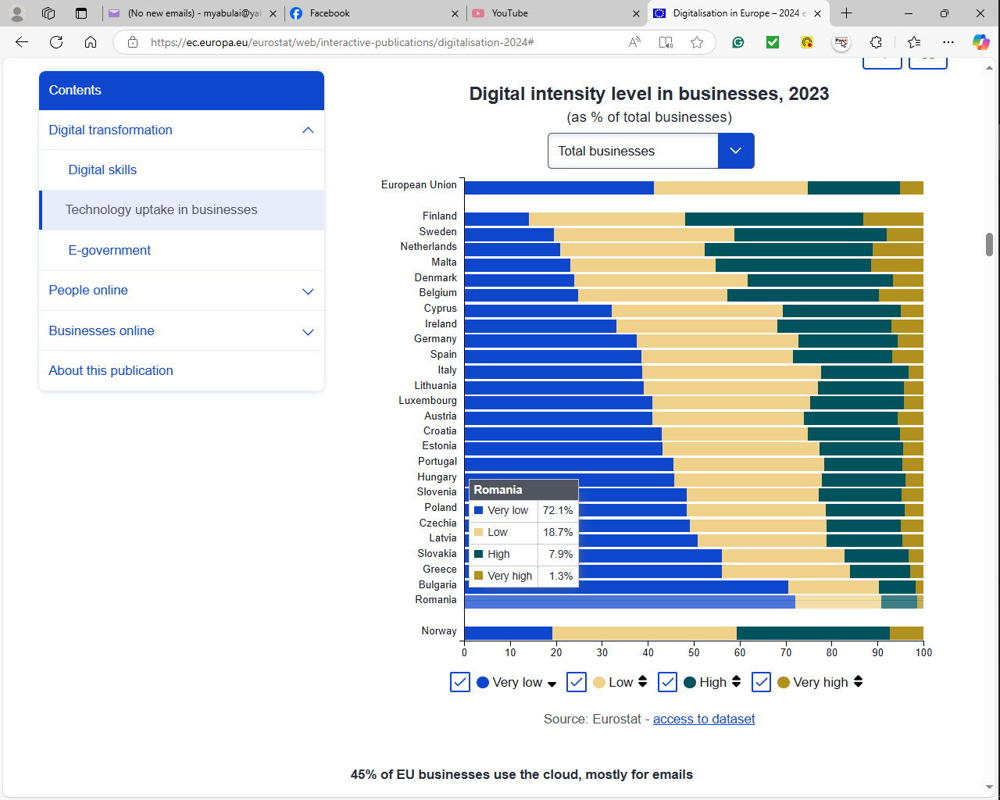 (No new emails) - myabulai@ya
Facebook
YouTube
Digitalisation in Europe – 2024 e
https://ec.europa.eu/eurostat/web/interactive-publications/digitalisation-2024#
Contents
Digital transformation
Digital skills
Technology uptake in businesses
E-government
People online
Businesses online
About this publication
Digital intensity level in businesses, 2023
(as % of total businesses)
Total businesses
European Union
Finland
Sweden
Netherlands
Malta
Denmark
Belgium
Cyprus
Ireland
Germany
Spain
Italy
Lithuania
Luxembourg
Austria
Croatia
Estonia
Portugal
Hungary
Slovenia
Poland
Czechia
Latvia
Slovakia
Greece
Bulgaria
Romania
Norway
Romania
Very low 72.1%
Low 18.7%
High 7.9%
Very high 1.3%
0 10 20 30 40 50 60 70 80 90 100
Very low Low High Very high
Source: Eurostat - access to dataset
45% of EU businesses use the cloud, mostly for emails